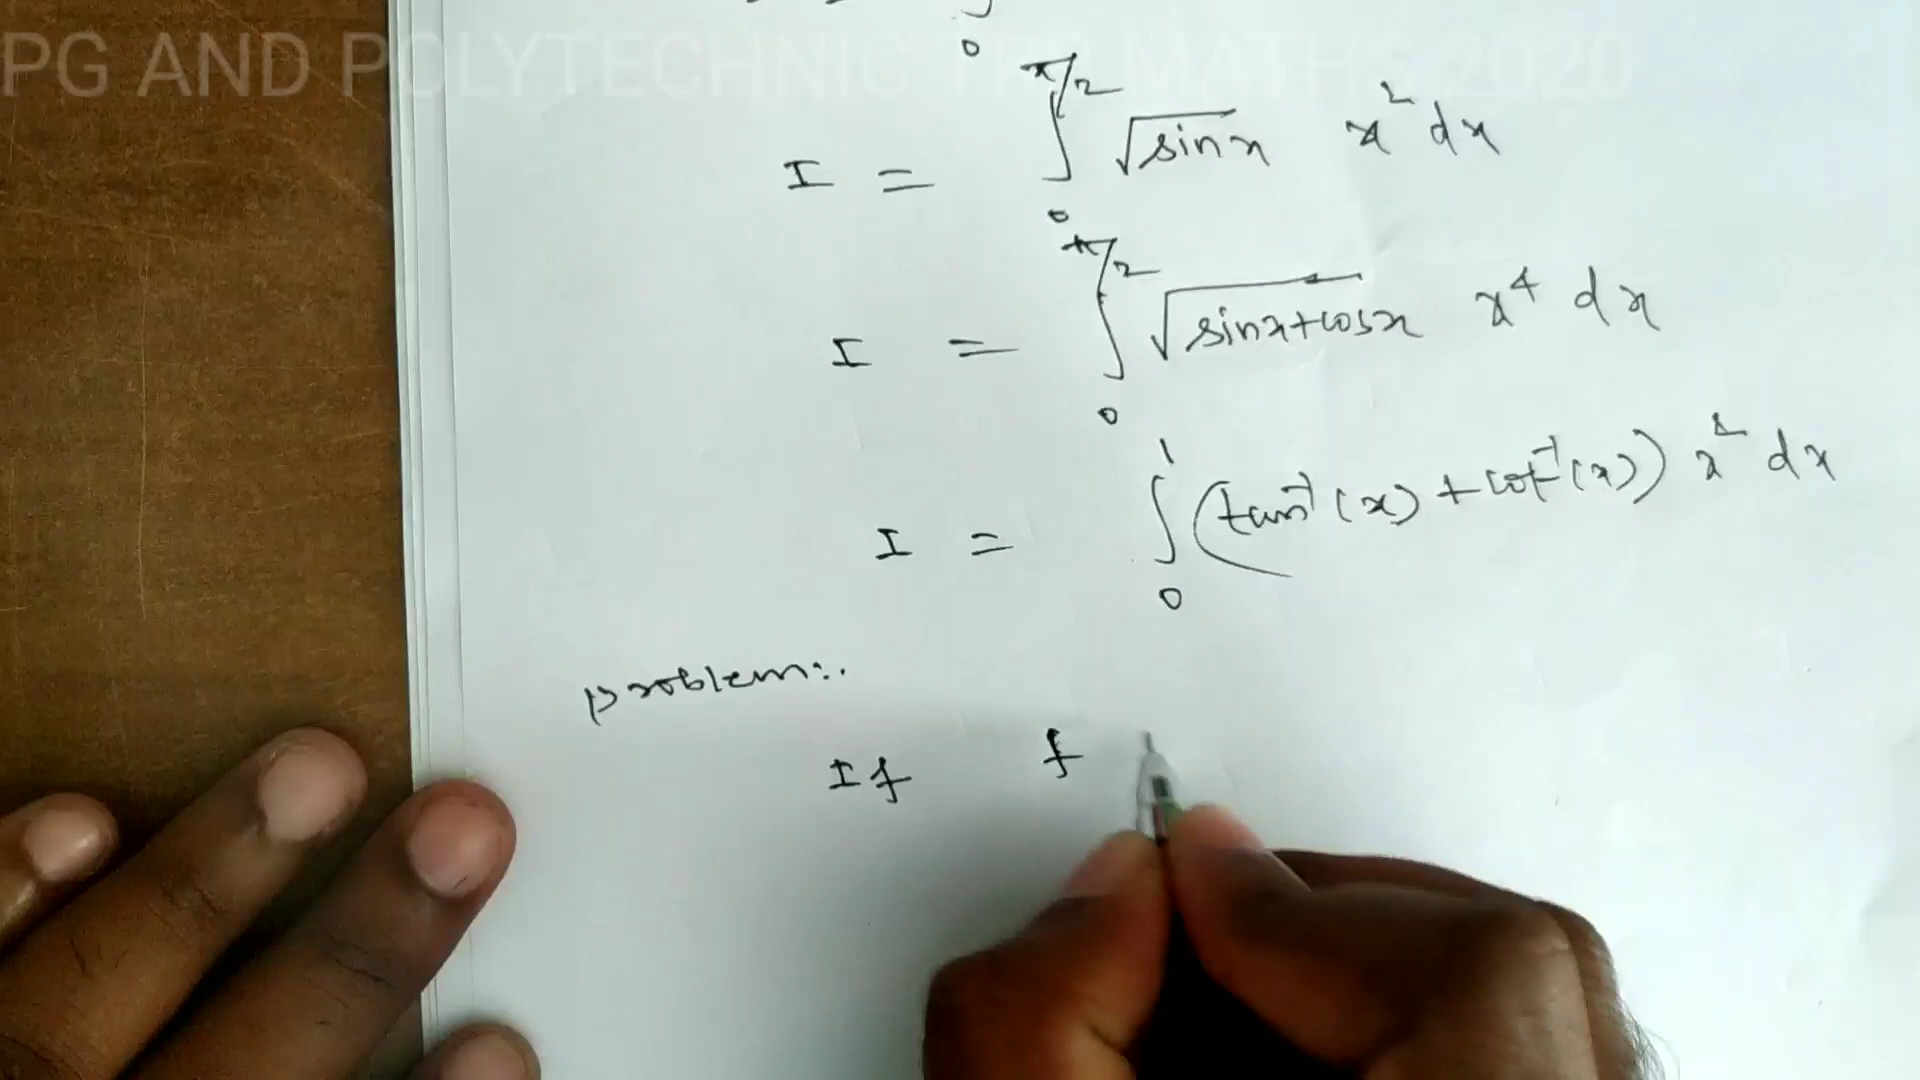 PG AND POLYTECHNIC TRB MATHS 2020
0
I = ∫₀^π/2 √sinx x² dx
I = ∫₀^π/2 √sinx+cosx x⁴ dx
I = ∫₀¹ (tan⁻¹(x) + cot⁻¹(x)) x² dx
problem:.
If f